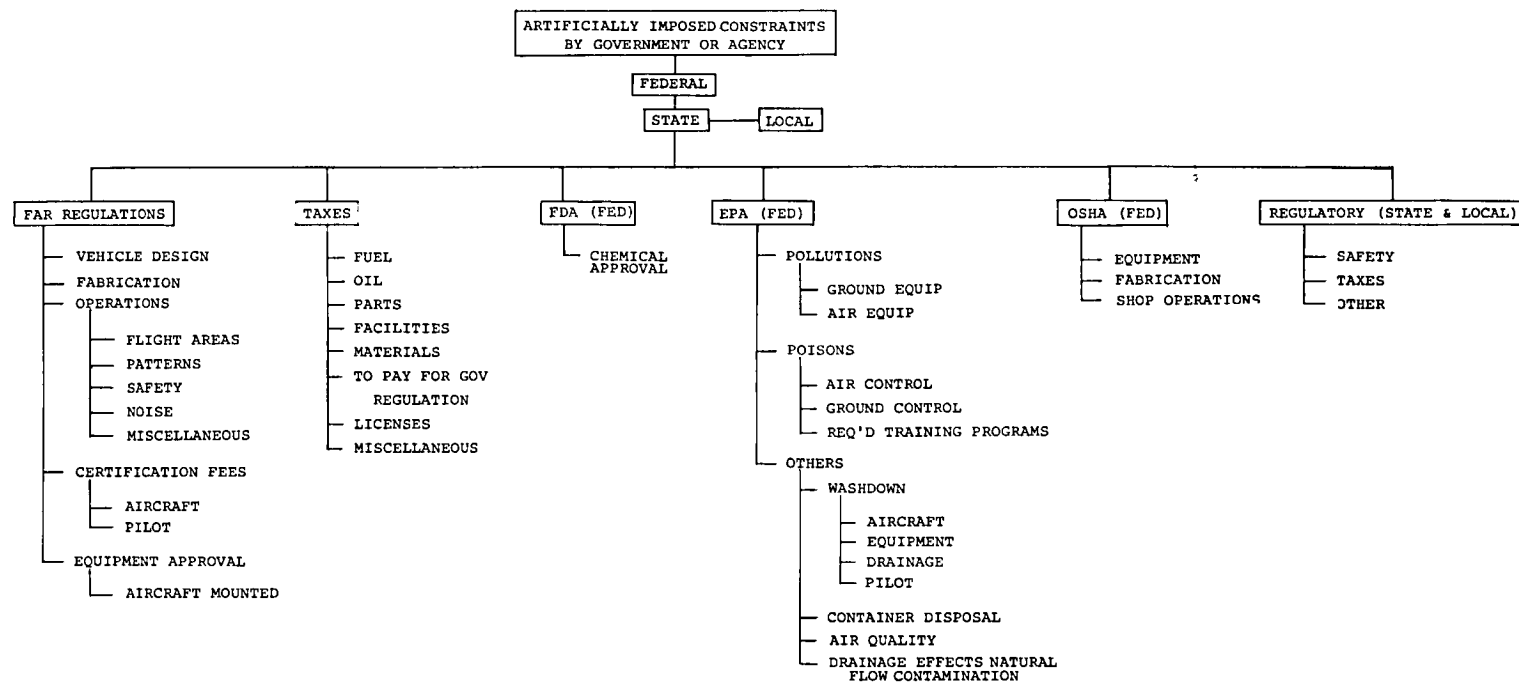 ARTIFICIALLY IMPOSED CONSTRAINTS
BY GOVERNMENT OR AGENCY
FEDERAL
STATE
LOCAL
FAR REGULATIONS
VEHICLE DESIGN
FABRICATION
OPERATIONS
FLIGHT AREAS
PATTERNS
SAFETY
NOISE
MISCELLANEOUS
CERTIFICATION FEES
AIRCRAFT
PILOT
EQUIPMENT APPROVAL
AIRCRAFT MOUNTED
TAXES
FUEL
OIL
PARTS
FACILITIES
MATERIALS
TO PAY FOR GOV
REGULATION
LICENSES
MISCELLANEOUS
FDA (FED)
CHEMICAL
APPROVAL
EPA (FED)
POLLUTIONS
GROUND EQUIP
AIR EQUIP
POISONS
AIR CONTROL
GROUND CONTROL
REQ'D TRAINING PROGRAMS
OTHERS
WASHDOWN
AIRCRAFT
EQUIPMENT
DRAINAGE
PILOT
CONTAINER DISPOSAL
AIR QUALITY
DRAINAGE EFFECTS NATURAL
FLOW CONTAMINATION
OSHA (FED)
EQUIPMENT
FABRICATION
SHOP OPERATIONS
REGULATORY (STATE & LOCAL)
SAFETY
TAXES
OTHER